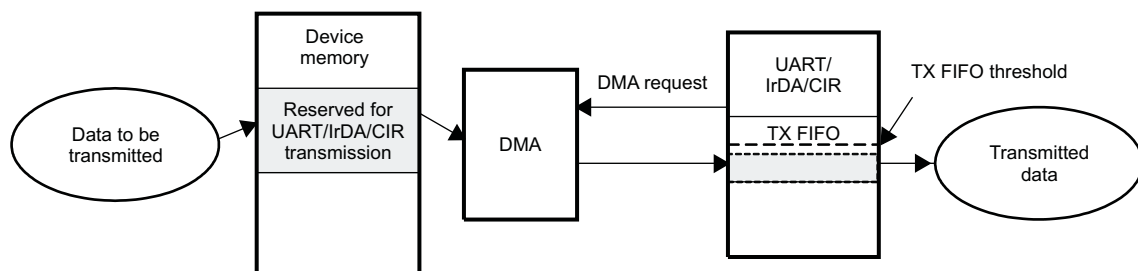 Data to be
transmitted
Device
memory
Reserved for
UART/IrDA/CIR
transmission
DMA
DMA request
UART/
IrDA/CIR
TX FIFO
TX FIFO threshold
Transmitted
data